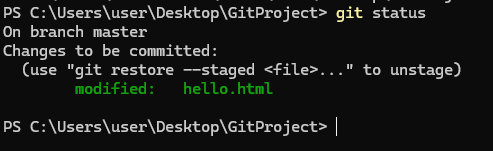 PS C:\Users\user\Desktop\GitProject> git status
On branch master
Changes to be committed:
  (use "git restore --staged <file>..." to unstage)
        modified:   hello.html

PS C:\Users\user\Desktop\GitProject>